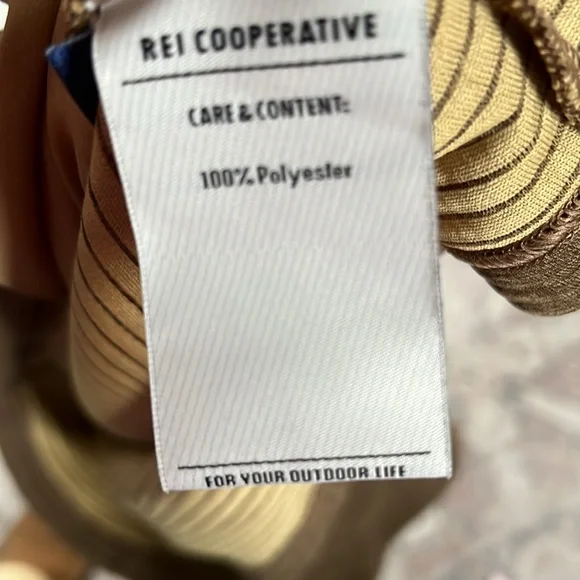 REI COOPERATIVE
CARE & CONTENT:
100% Polyester
FOR YOUR OUTDOOR LIFE